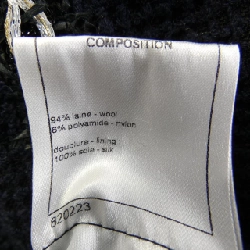 COMPOSITION
94% laine - wool
6% polyamide - nylon
doublure - lining
100% soie - silk
820223